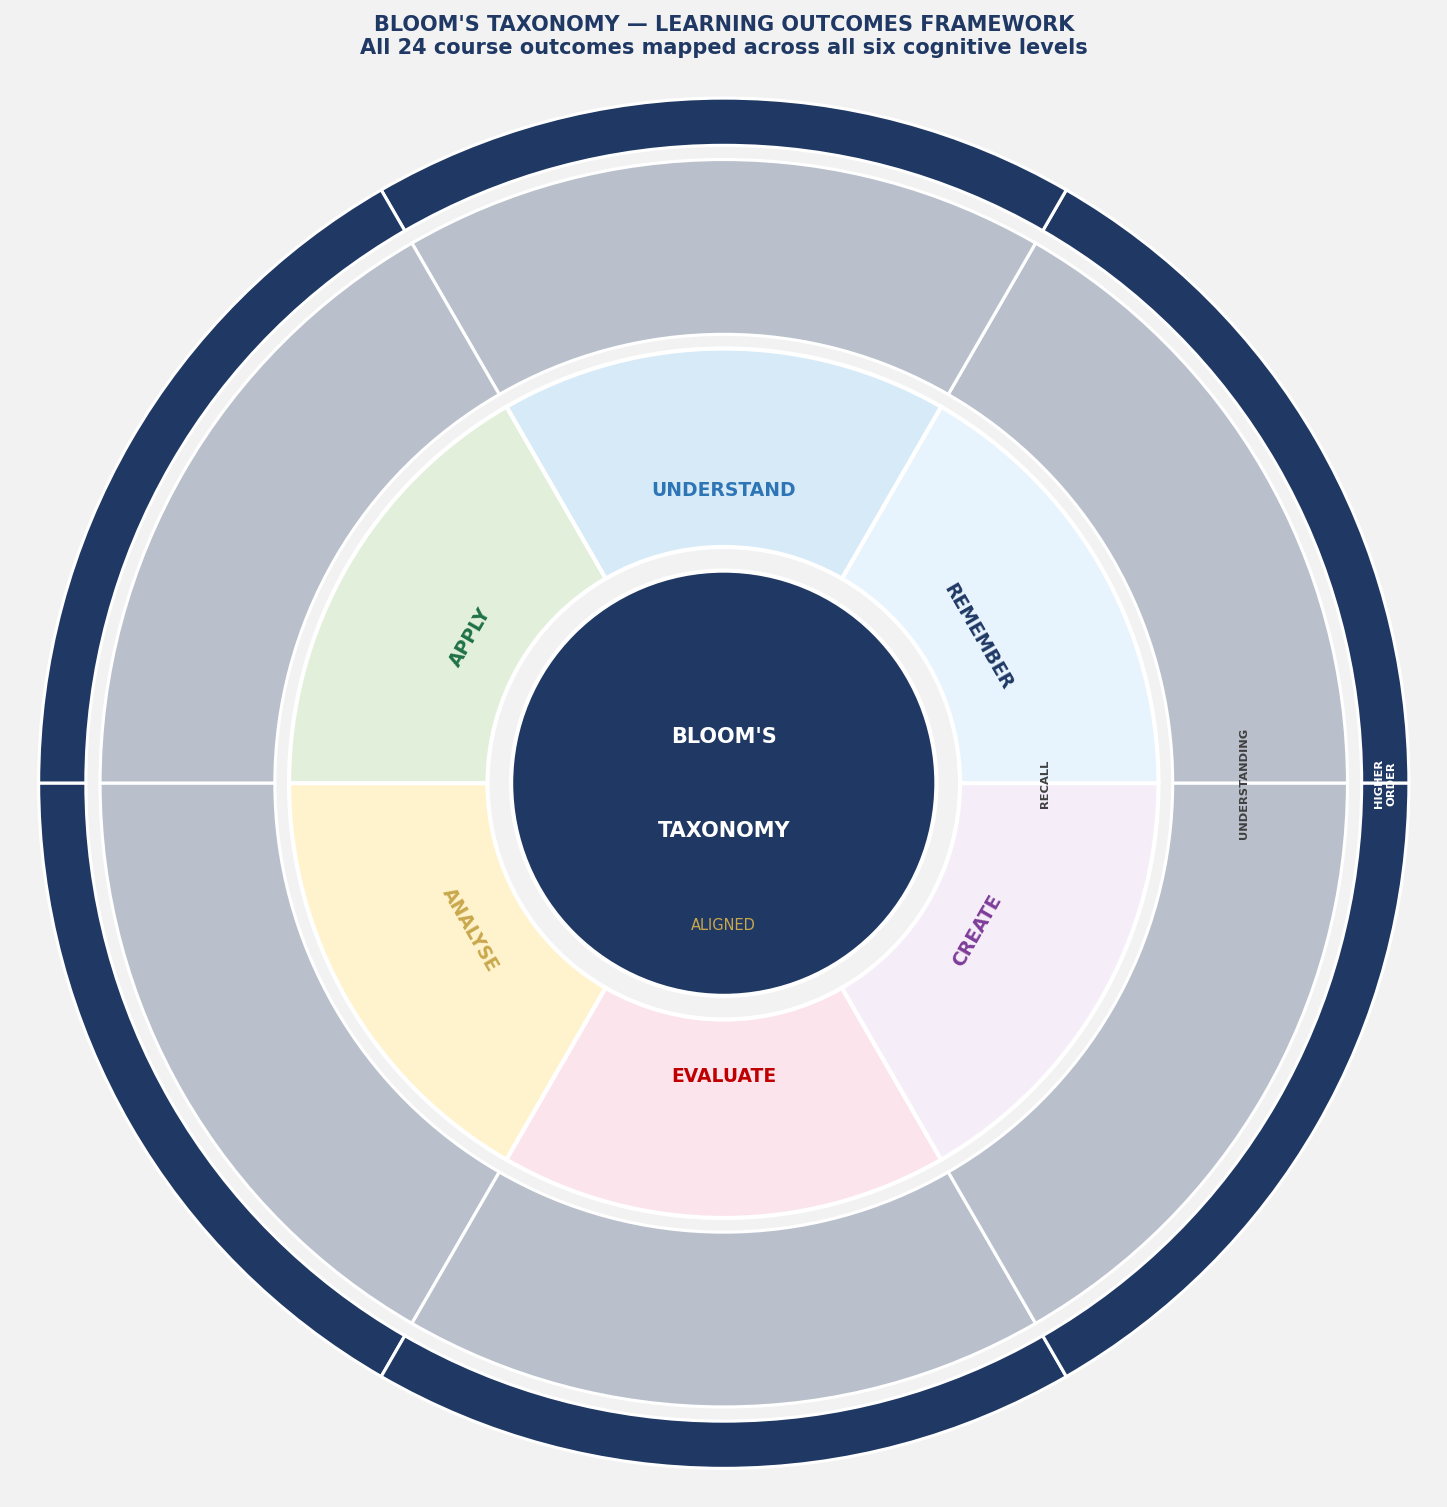 BLOOM'S TAXONOMY — LEARNING OUTCOMES FRAMEWORK
All 24 course outcomes mapped across all six cognitive levels
UNDERSTAND
REMEMBER
APPLY
BLOOM'S
TAXONOMY
ALIGNED
RECALL
UNDERSTANDING
HIGHER
ORDER
ANALYSE
CREATE
EVALUATE